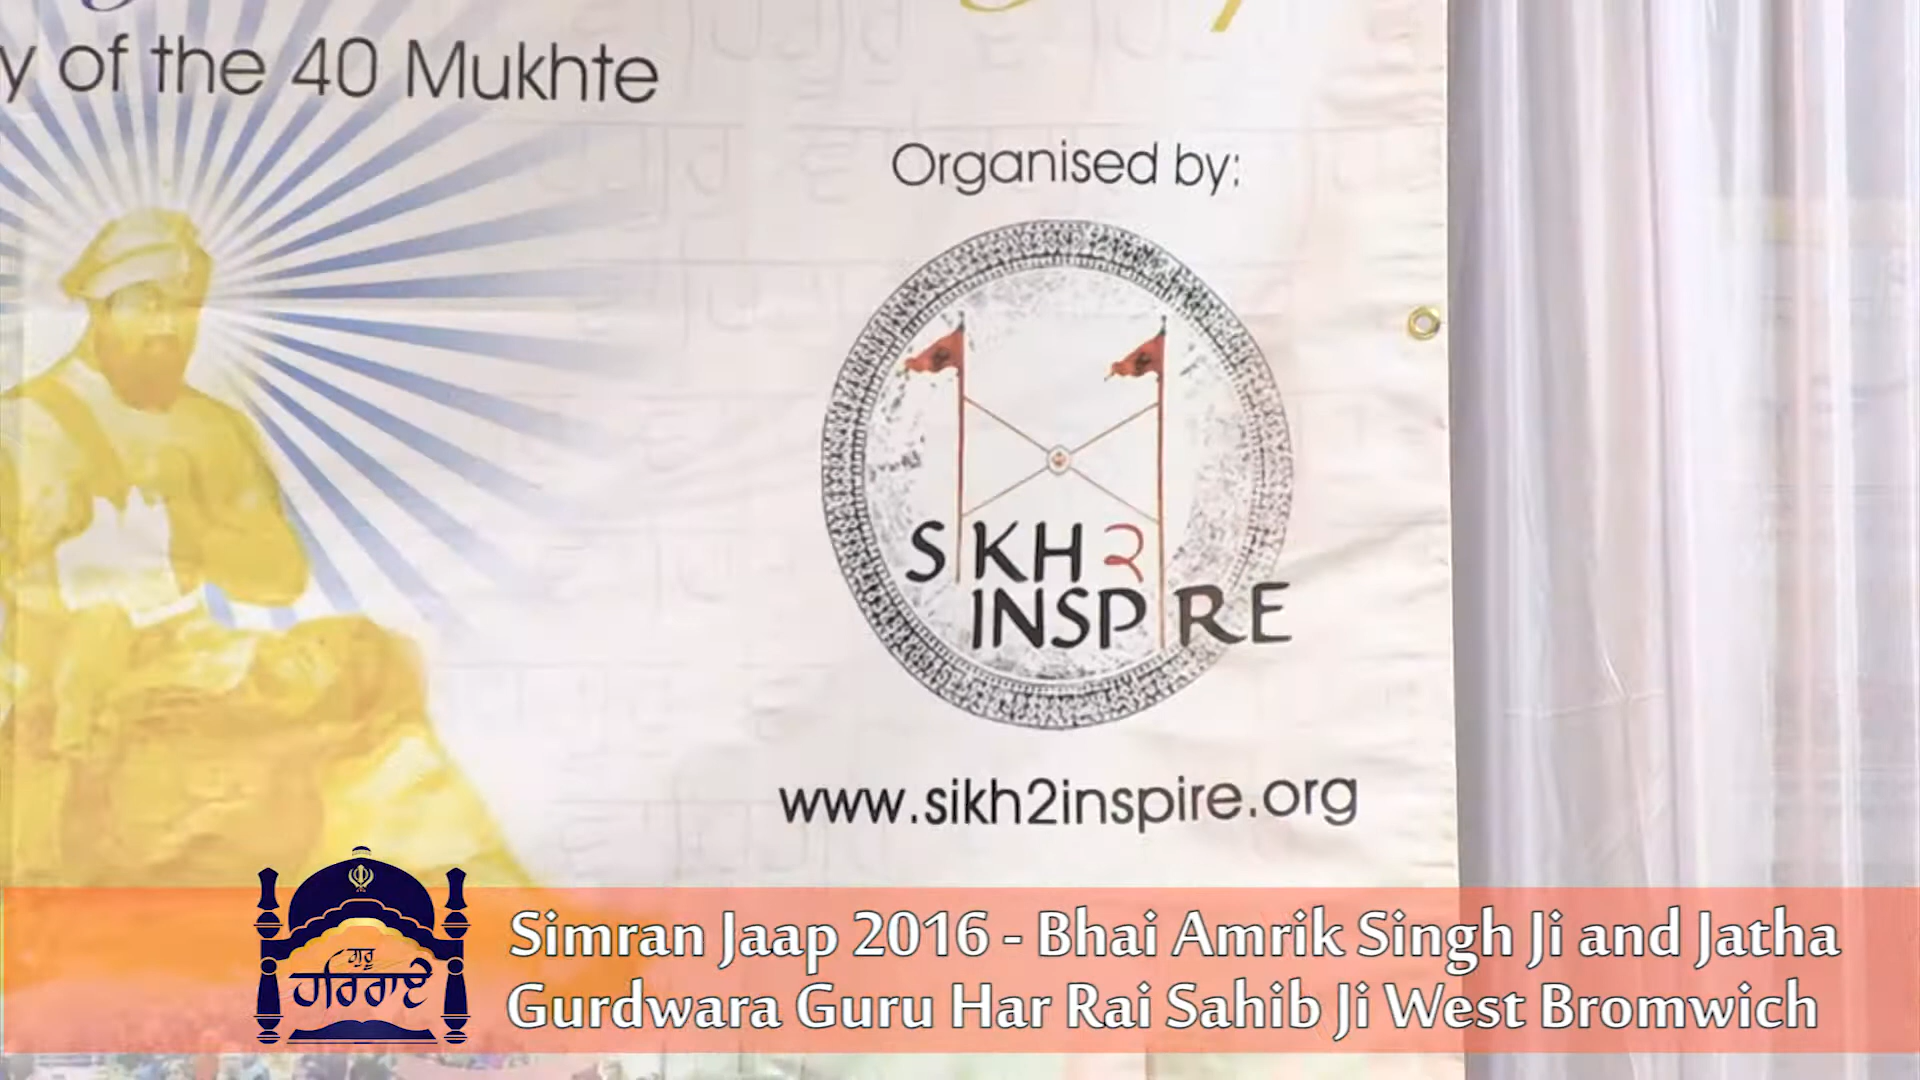 y of the 40 Mukhte
Organised by:
SIKH੨
INSPIRE
www.sikh2inspire.org
ਗੁਰੂ
ਹਰਿਰਾਏ
Simran Jaap 2016 - Bhai Amrik Singh Ji and Jatha
Gurdwara Guru Har Rai Sahib Ji West Bromwich